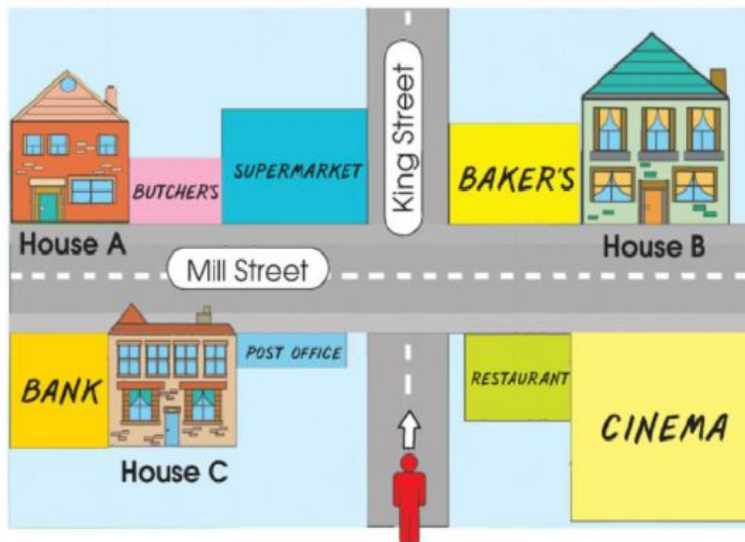 King Street
SUPERMARKET
BAKER'S
BUTCHER'S
House A
House B
Mill Street
POST OFFICE
BANK
RESTAURANT
CINEMA
House C